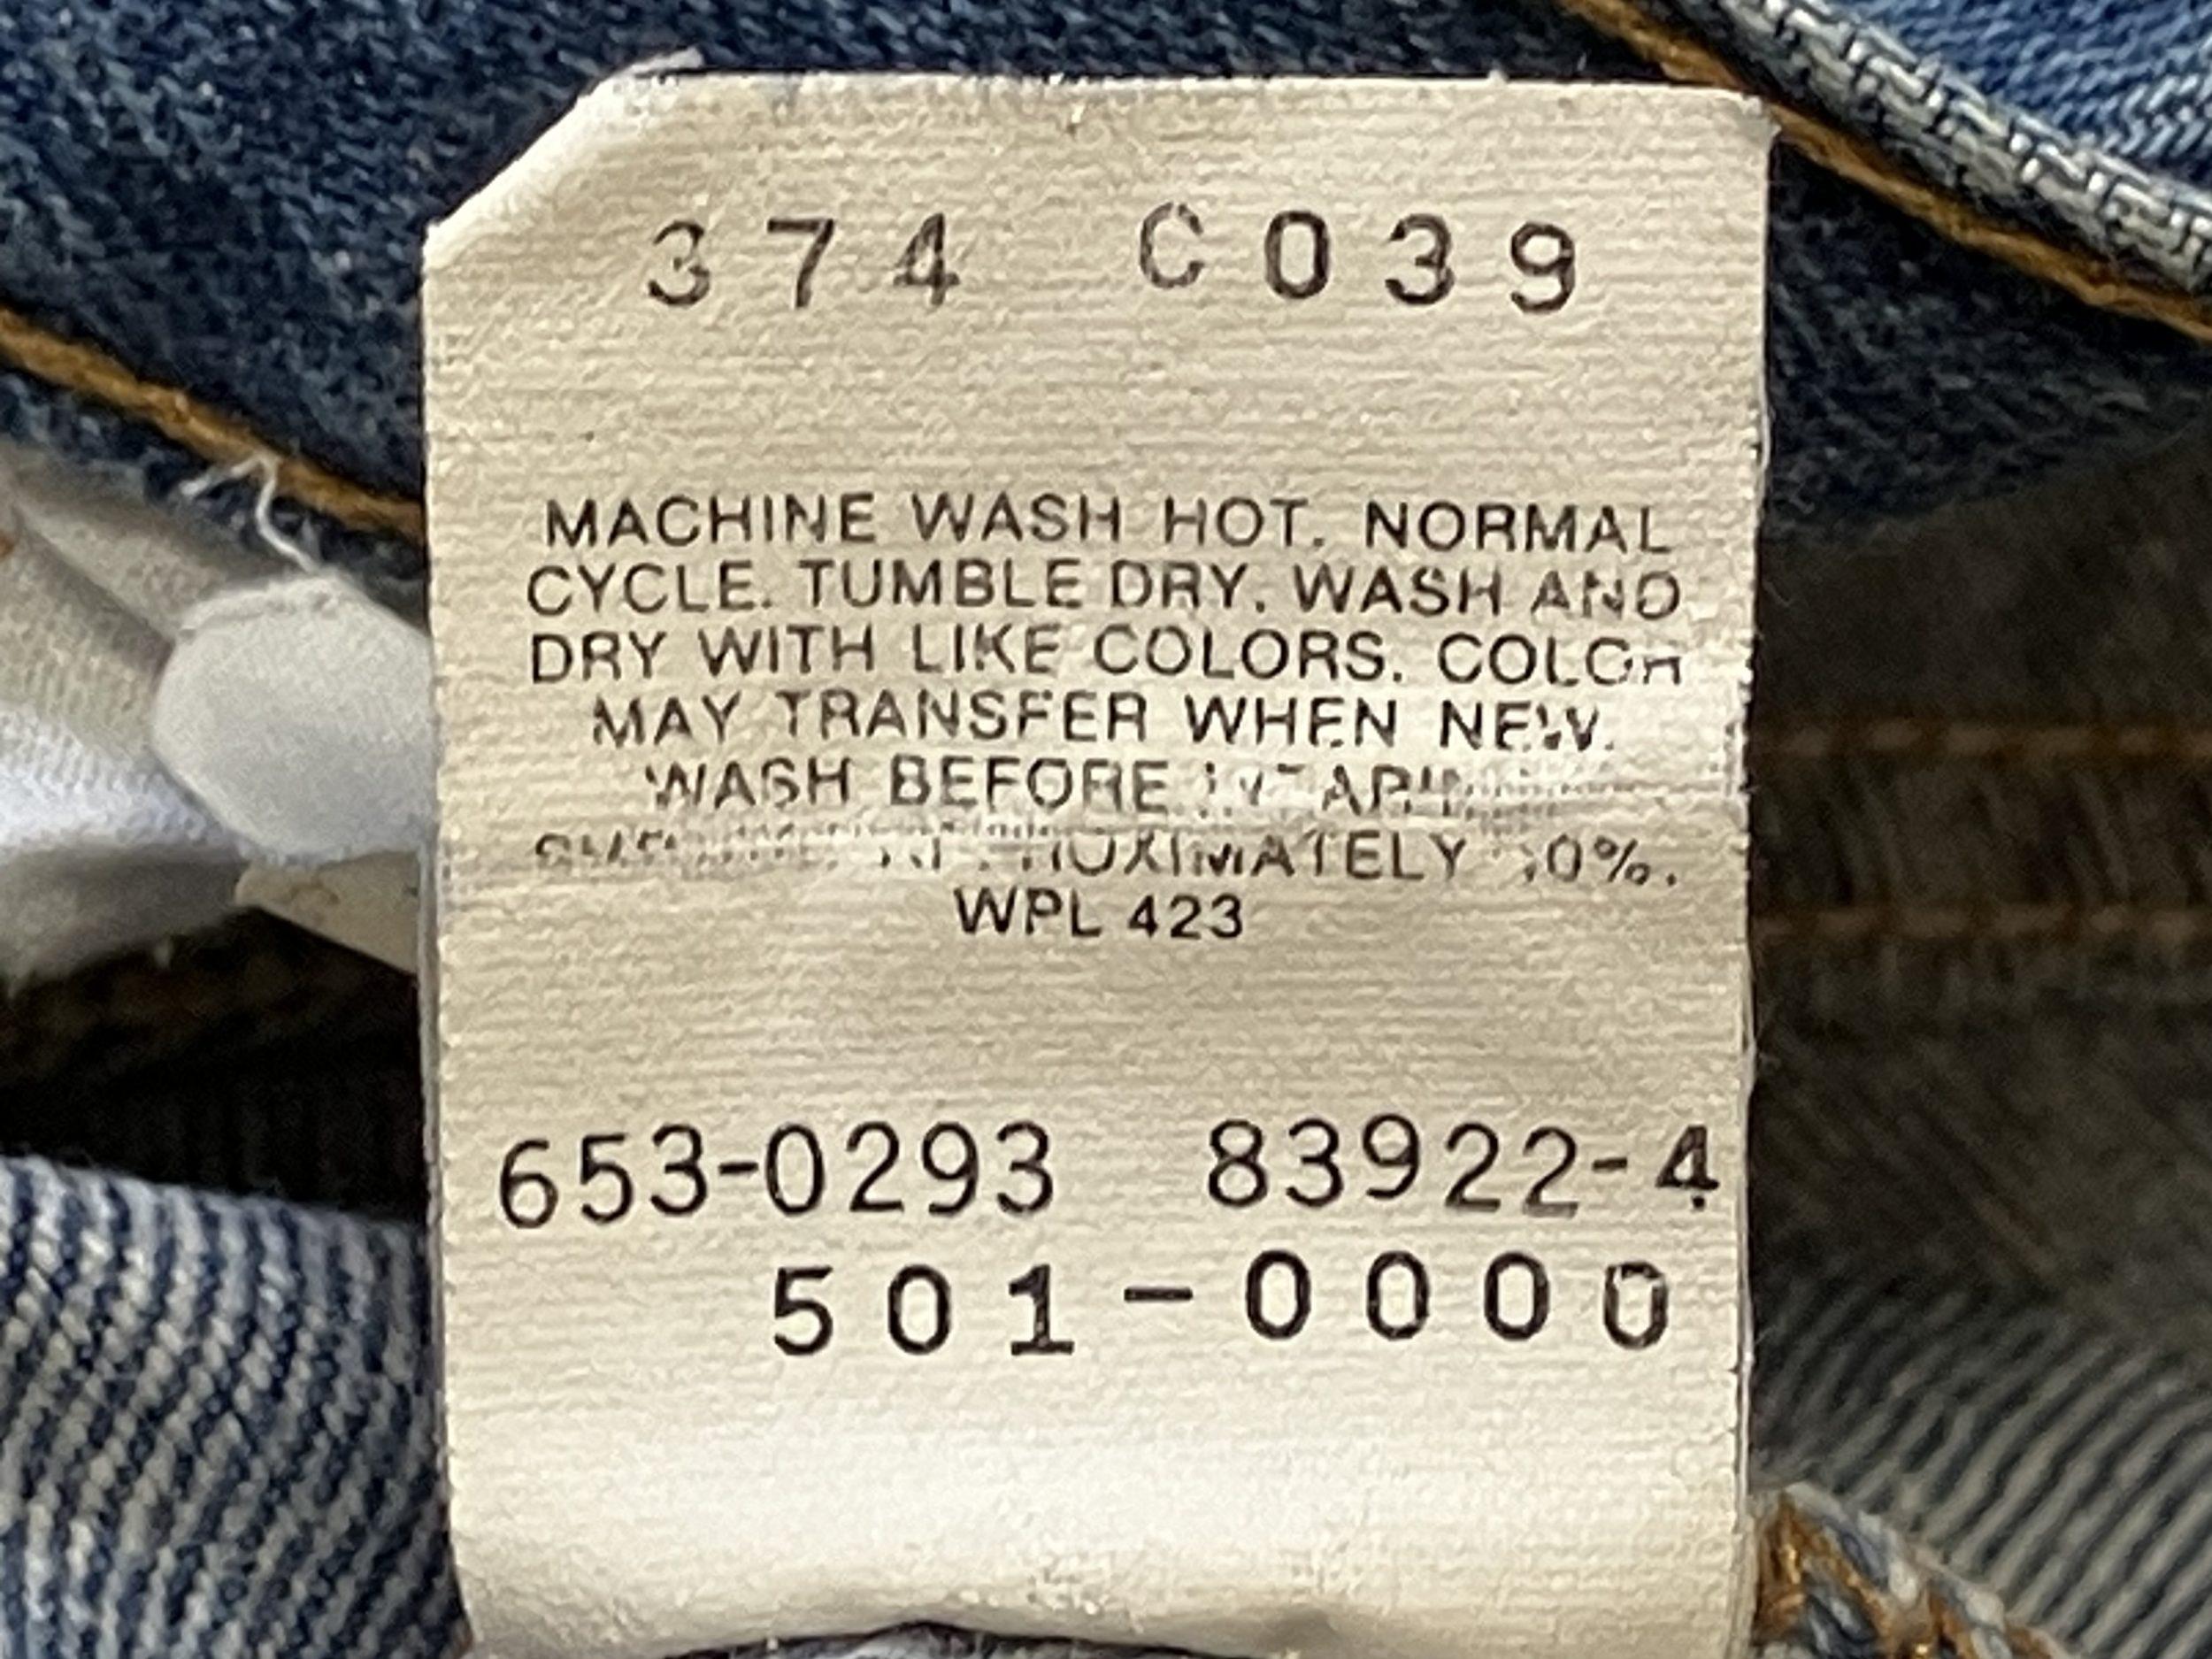 374 C039
MACHINE WASH HOT. NORMAL
CYCLE. TUMBLE DRY. WASH AND
DRY WITH LIKE COLORS. COLOR
MAY TRANSFER WHEN NEW.
WASH BEFORE
APPROXIMATELY
WPL 423
653-0293 83922-4
501-0000